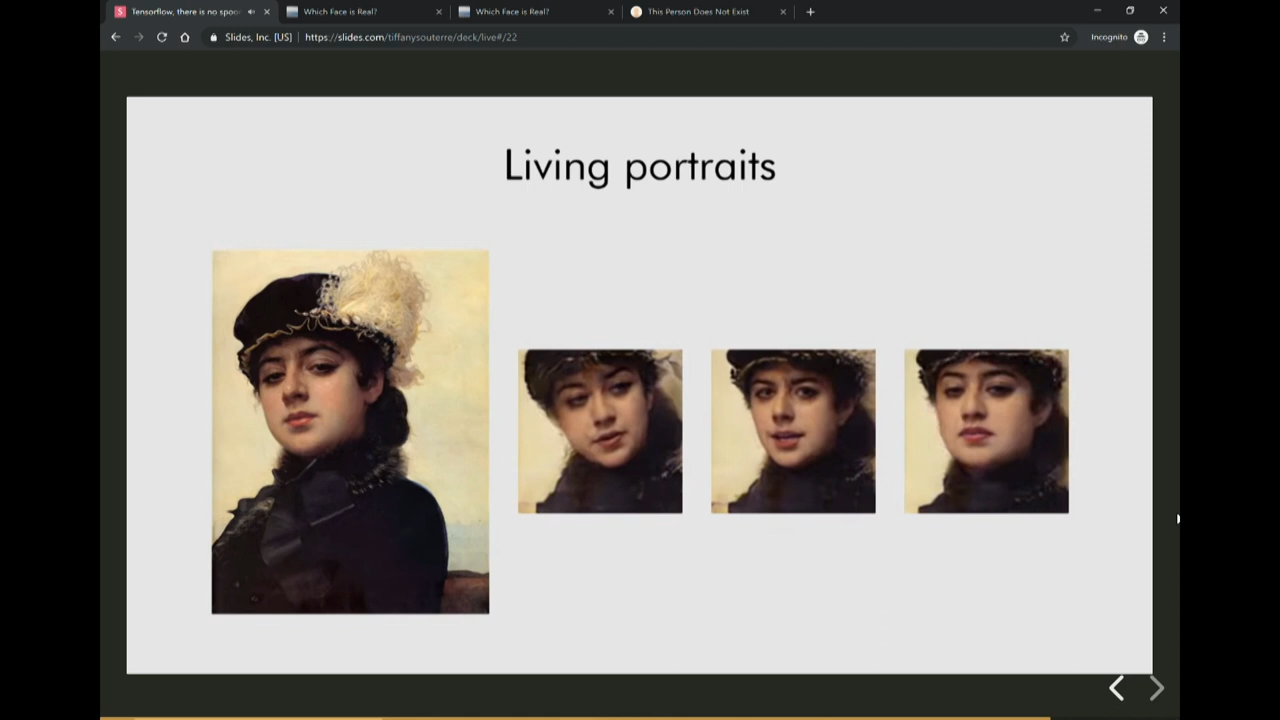 Tensorflow, there is no spoo
Which Face is Real?
Which Face is Real?
This Person Does Not Exist
Slides, Inc. [US]
https://slides.com/tiffanysouterre/deck/live#/22
Incognito
Living portraits